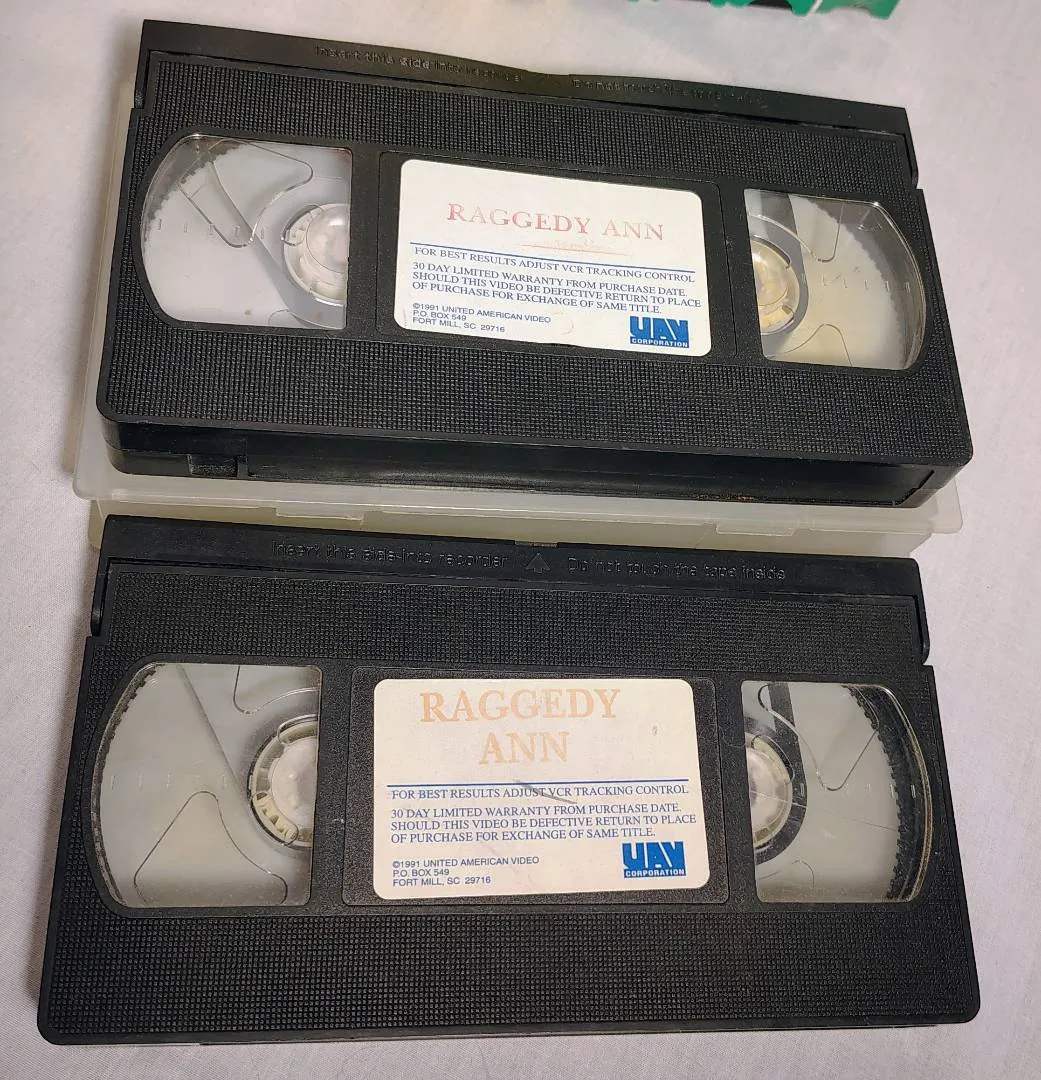 Insert this side into recorder
RAGGEDY ANN
FOR BEST RESULTS ADJUST VCR TRACKING CONTROL
30 DAY LIMITED WARRANTY FROM PURCHASE DATE.
SHOULD THIS VIDEO BE DEFECTIVE RETURN TO PLACE
OF PURCHASE FOR EXCHANGE OF SAME TITLE.
©1991 UNITED AMERICAN VIDEO
P.O. BOX 549
FORT MILL, SC 29716
UAV
CORPORATION
Insert this side into recorder Do not touch the tape inside
RAGGEDY
ANN
FOR BEST RESULTS ADJUST VCR TRACKING CONTROL
30 DAY LIMITED WARRANTY FROM PURCHASE DATE.
SHOULD THIS VIDEO BE DEFECTIVE RETURN TO PLACE
OF PURCHASE FOR EXCHANGE OF SAME TITLE.
©1991 UNITED AMERICAN VIDEO
P.O. BOX 549
FORT MILL, SC 29716
UAV
CORPORATION